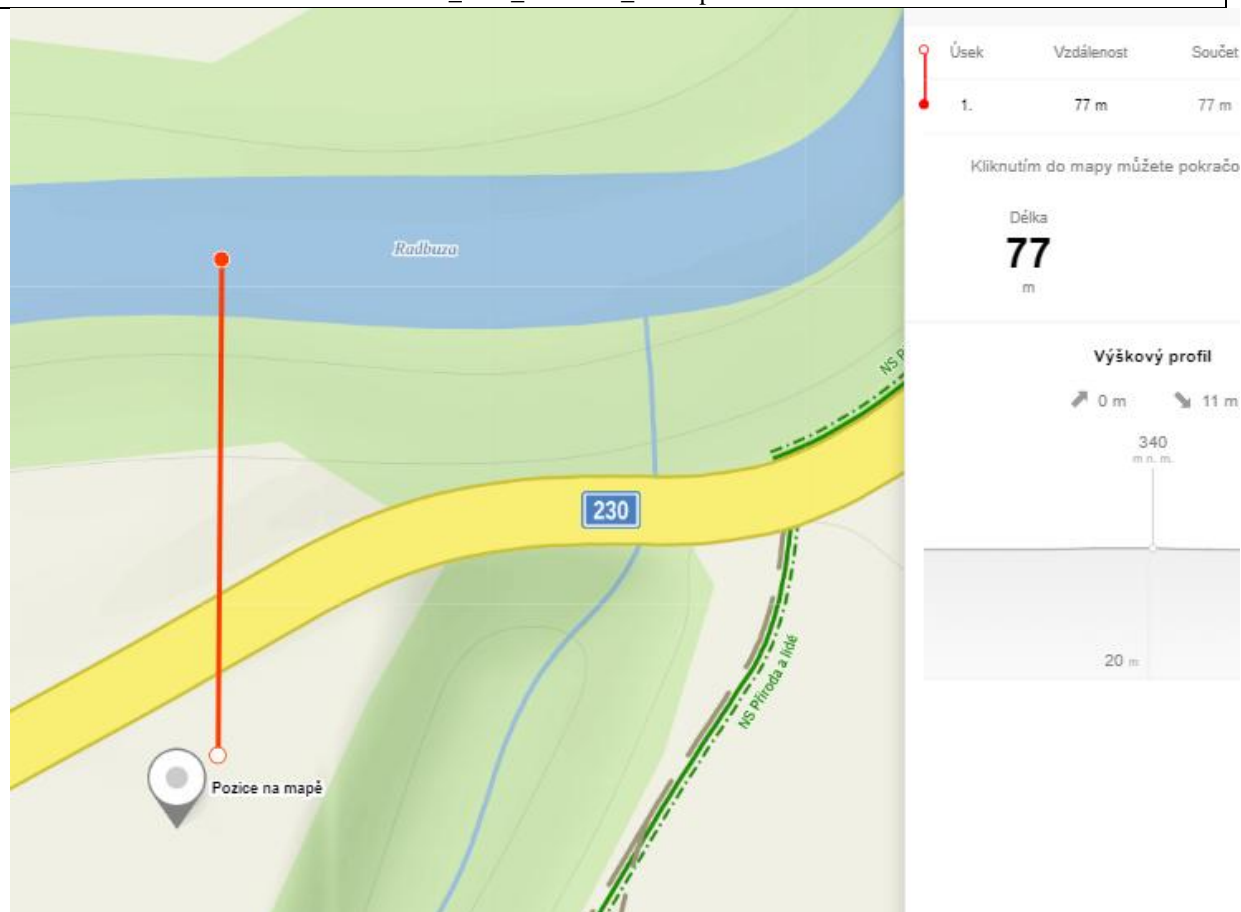 Úsek Vzdálenost Součet
1. 77 m 77 m
Kliknutím do mapy můžete pokračo
Délka
77
m
Výškový profil
0 m 11 m
340
m n. m.
20 m
Radbuza
NS P
230
NS Příroda a lidé
Pozice na mapě